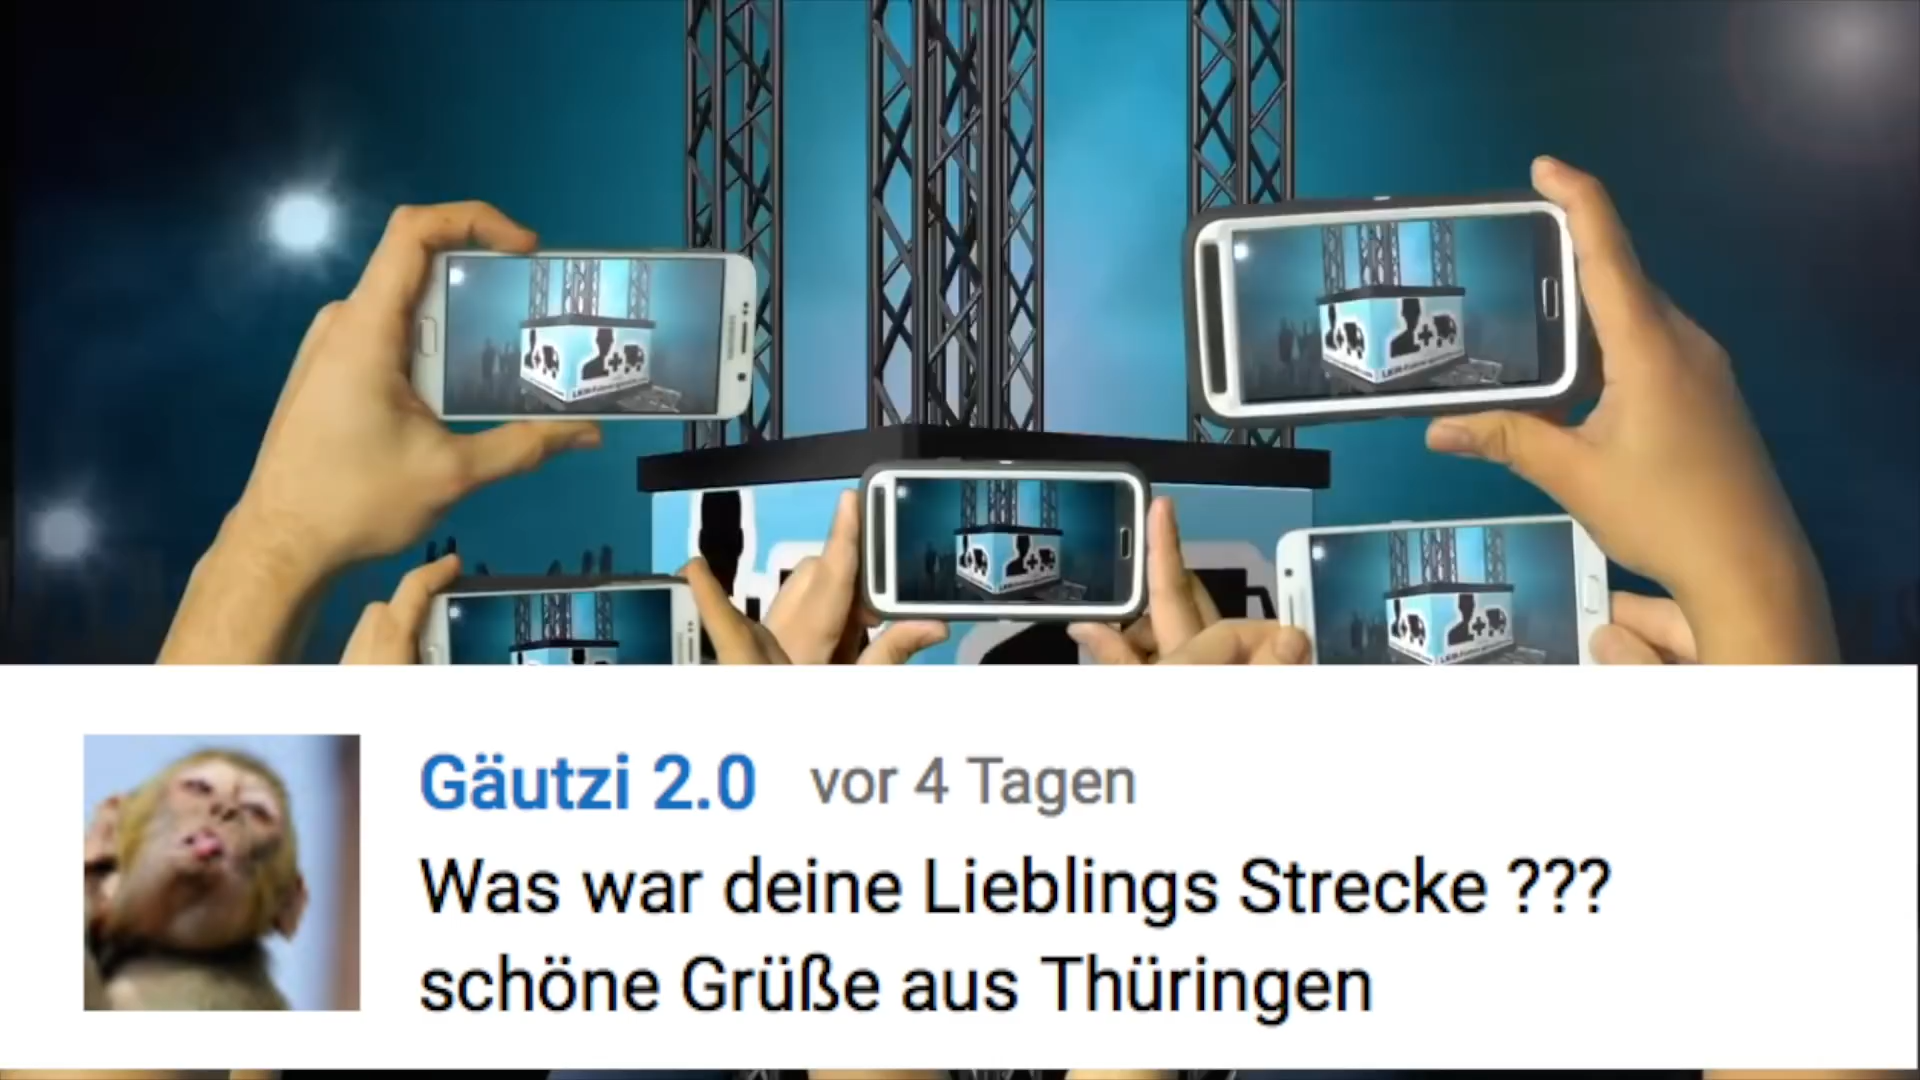 Gäutzi 2.0 vor 4 Tagen
Was war deine Lieblings Strecke ???
schöne Grüße aus Thüringen